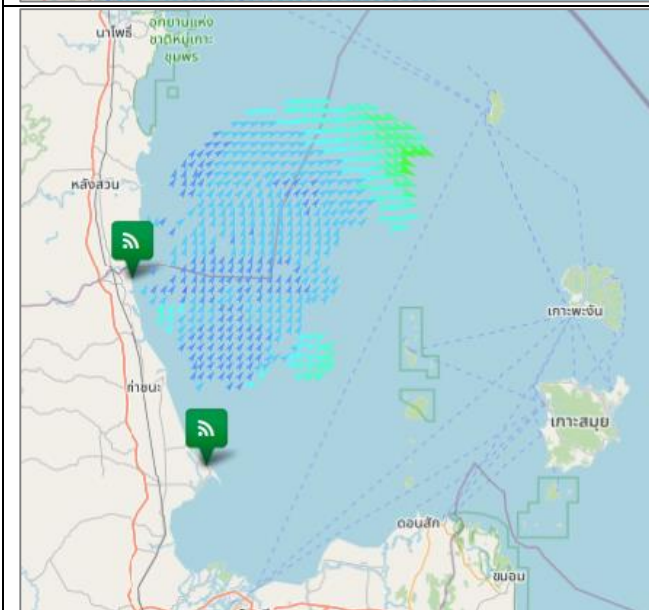 อุทยานแห่ง
ชาติหมู่เกาะ
ชุมพร
นาโพธิ์
หลังสวน
เกาะพะงัน
ท่าชนะ
เกาะสมุย
ดอนสัก
ขนอม